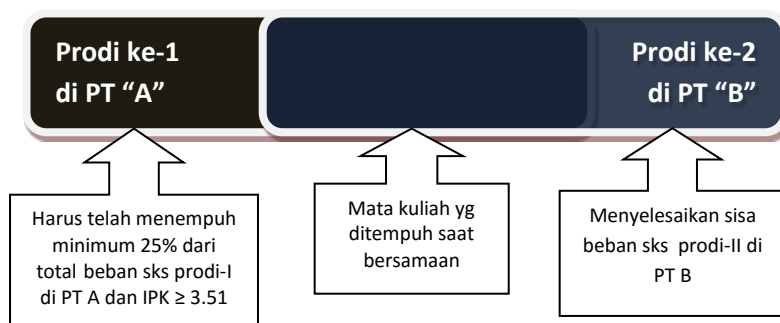 Prodi ke-1
di PT “A”
Prodi ke-2
di PT “B”
Harus telah menempuh
minimum 25% dari
total beban sks prodi-I
di PT A dan IPK ≥ 3.51
Mata kuliah yg
ditempuh saat
bersamaan
Menyelesaikan sisa
beban sks prodi-II di
PT B